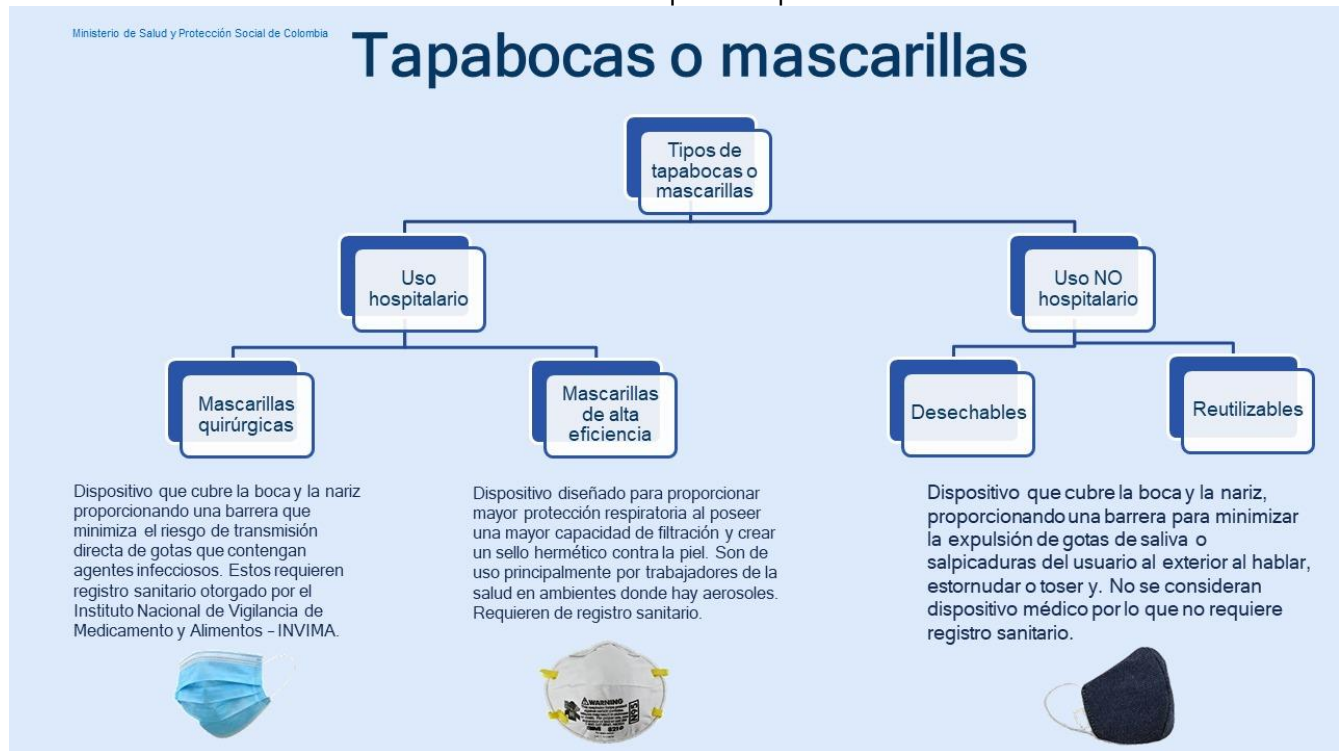 Ministerio de Salud y Protección Social de Colombia
Tapabocas o mascarillas
Tipos de
tapabocas o
mascarillas
Uso
hospitalario
Uso NO
hospitalario
Mascarillas
quirúrgicas
Mascarillas
de alta
eficiencia
Desechables
Reutilizables
Dispositivo que cubre la boca y la nariz
proporcionando una barrera que
minimiza el riesgo de transmisión
directa de gotas que contengan
agentes infecciosos. Estos requieren
registro sanitario otorgado por el
Instituto Nacional de Vigilancia de
Medicamento y Alimentos – INVIMA.
Dispositivo diseñado para proporcionar
mayor protección respiratoria al poseer
una mayor capacidad de filtración y crear
un sello hermético contra la piel. Son de
uso principalmente por trabajadores de la
salud en ambientes donde hay aerosoles.
Requieren de registro sanitario.
Dispositivo que cubre la boca y la nariz,
proporcionando una barrera para minimizar
la expulsión de gotas de saliva o
salpicaduras del usuario al exterior al hablar,
estornudar o toser y. No se consideran
dispositivo médico por lo que no requiere
registro sanitario.
WARNING
N95